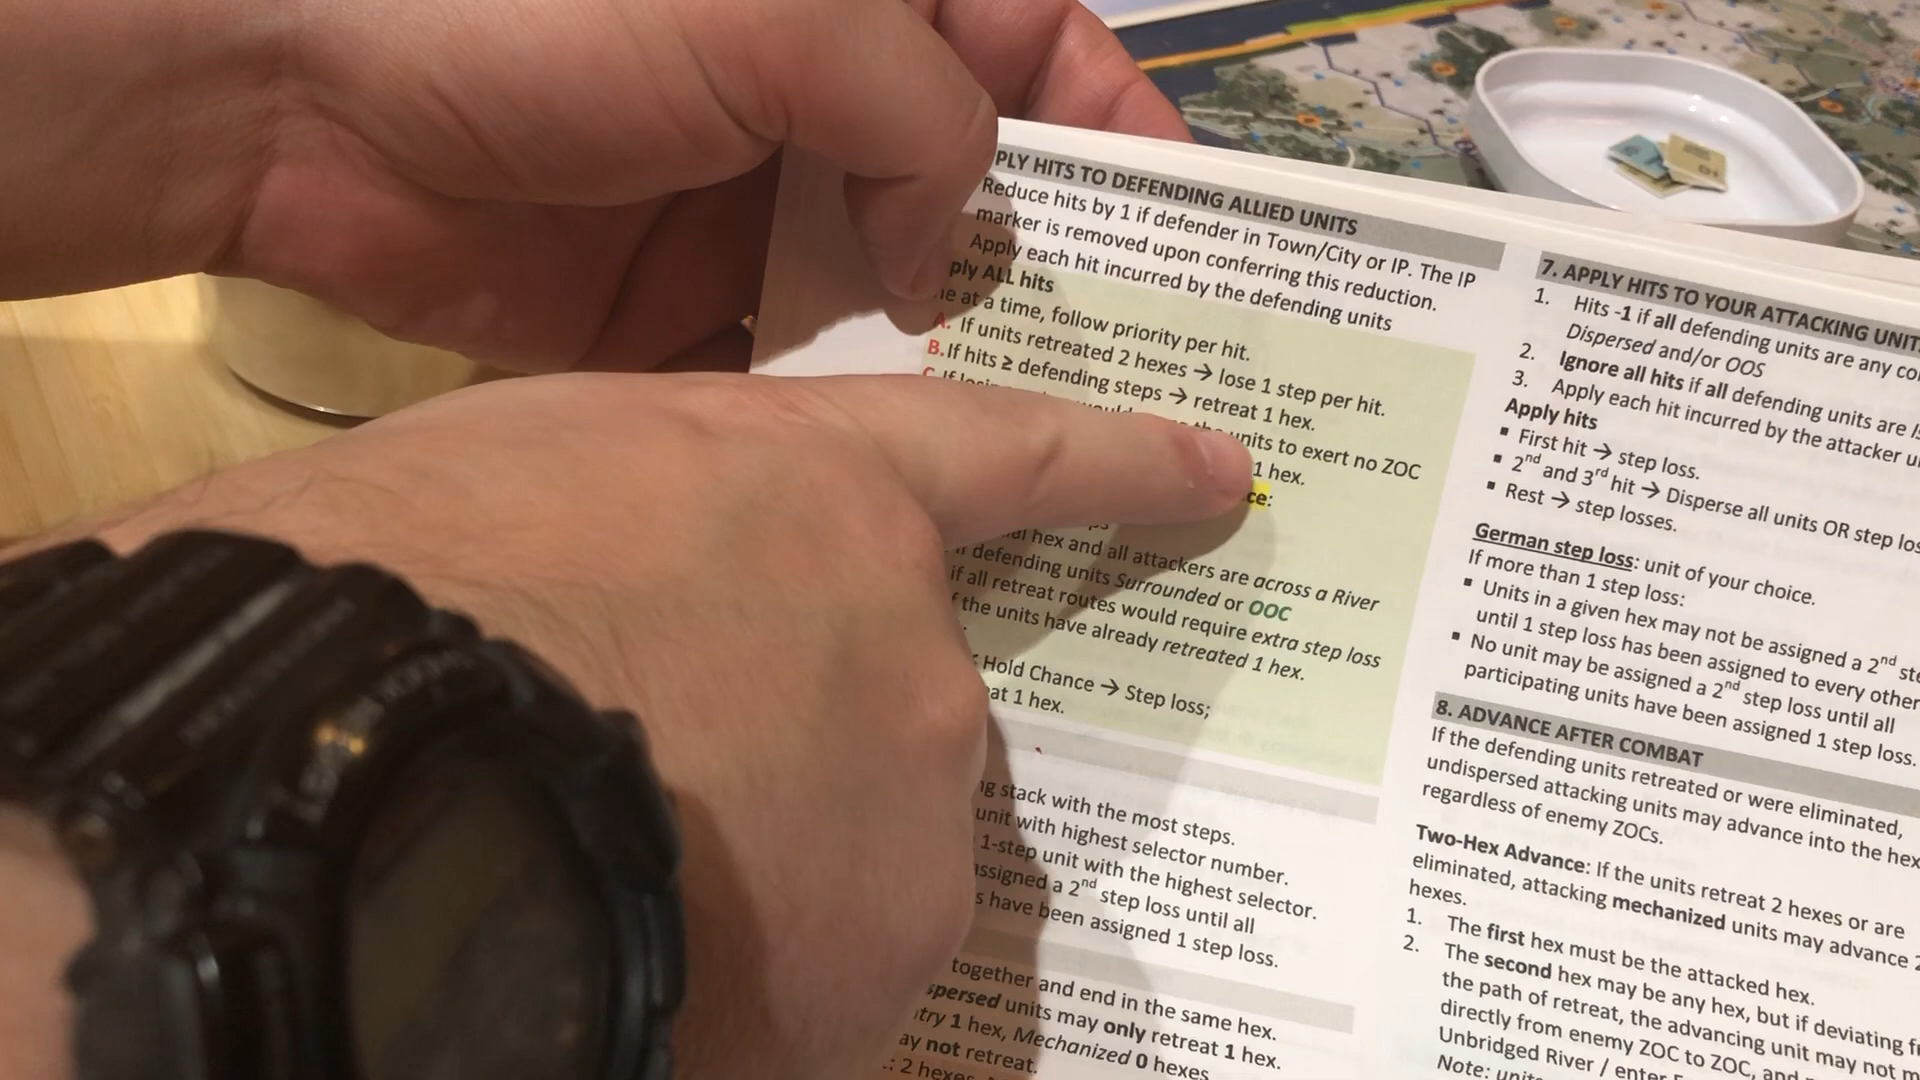 PLY HITS TO DEFENDING ALLIED UNITS
Reduce hits by 1 if defender in Town/City or IP. The IP
marker is removed upon conferring this reduction.
Apply each hit incurred by the defending units
ply ALL hits
ne at a time, follow priority per hit.
A. If units retreated 2 hexes → lose 1 step per hit.
B. If hits ≥ defending steps → retreat 1 hex.
C. If
units to exert no ZOC
1 hex.
ce:
hex and all attackers are across a River
if defending units Surrounded or OOC
if all retreat routes would require extra step loss
f the units have already retreated 1 hex.
Hold Chance → Step loss;
at 1 hex.
ng stack with the most steps.
unit with highest selector number.
1-step unit with the highest selector.
assigned a 2nd step loss until all
s have been assigned 1 step loss.
together and end in the same hex.
spersed units may only retreat 1 hex.
try 1 hex, Mechanized 0 hexes
ay not retreat.
.: 2 hexes
7. APPLY HITS TO YOUR ATTACKING UNIT
1. Hits -1 if all defending units are any co
Dispersed and/or OOS
2. Ignore all hits if all defending units are
3. Apply each hit incurred by the attacker u
Apply hits
▪ First hit → step loss.
▪ 2nd and 3rd hit → Disperse all units OR step los
▪ Rest → step losses.
German step loss: unit of your choice.
If more than 1 step loss:
▪ Units in a given hex may not be assigned a 2nd ste
until 1 step loss has been assigned to every other
▪ No unit may be assigned a 2nd step loss until all
participating units have been assigned 1 step loss.
8. ADVANCE AFTER COMBAT
If the defending units retreated or were eliminated,
undispersed attacking units may advance into the hex
regardless of enemy ZOCs.
Two-Hex Advance: If the units retreat 2 hexes or are
eliminated, attacking mechanized units may advance 2
hexes.
1. The first hex must be the attacked hex.
2. The second hex may be any hex, but if deviating f
the path of retreat, the advancing unit may not m
directly from enemy ZOC to ZOC, and
Unbridged River / enter
Note: units